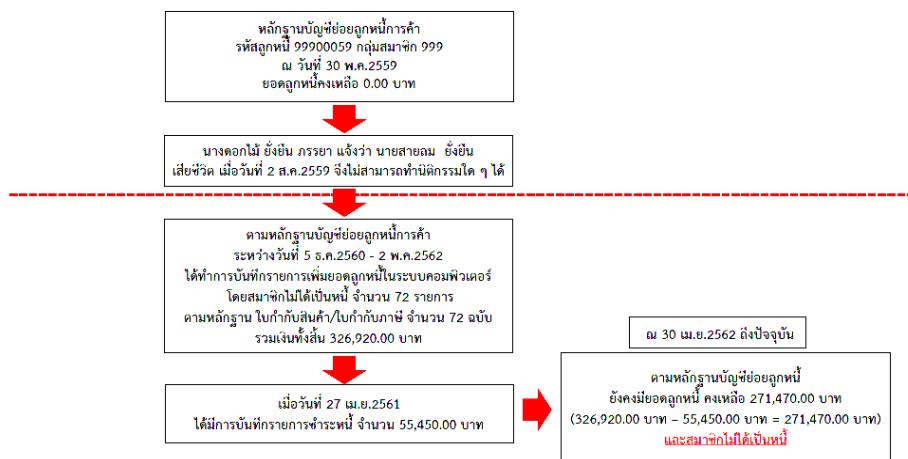 หลักฐานบัญชีย่อยลูกหนี้การค้า
รหัสลูกหนี้ 99900059 กลุ่มสมาชิก 999
ณ วันที่ 30 พ.ค.2559
ยอดลูกหนี้คงเหลือ 0.00 บาท
นางดอกไม้ ยั่งยืน ภรรยา แจ้งว่า นายสายลม ยั่งยืน
เสียชีวิต เมื่อวันที่ 2 ส.ค.2559 จึงไม่สามารถทำนิติกรรมใด ๆ ได้
ตามหลักฐานบัญชีย่อยลูกหนี้การค้า
ระหว่างวันที่ 5 ธ.ค.2560 - 2 พ.ค.2562
ได้ทำการบันทึกรายการเพิ่มยอดลูกหนี้ในระบบคอมพิวเตอร์
โดยสมาชิกไม่ได้เป็นหนี้ จำนวน 72 รายการ
ตามหลักฐาน ใบกำกับสินค้า/ใบกำกับภาษี จำนวน 72 ฉบับ
รวมเงินทั้งสิ้น 326,920.00 บาท
เมื่อวันที่ 27 เม.ย.2561
ได้มีการบันทึกรายการชำระหนี้ จำนวน 55,450.00 บาท
ณ 30 เม.ย.2562 ถึงปัจจุบัน
ตามหลักฐานบัญชีย่อยลูกหนี้
ยังคงมียอดลูกหนี้ คงเหลือ 271,470.00 บาท
(326,920.00 บาท – 55,450.00 บาท = 271,470.00 บาท)
และสมาชิกไม่ได้เป็นหนี้